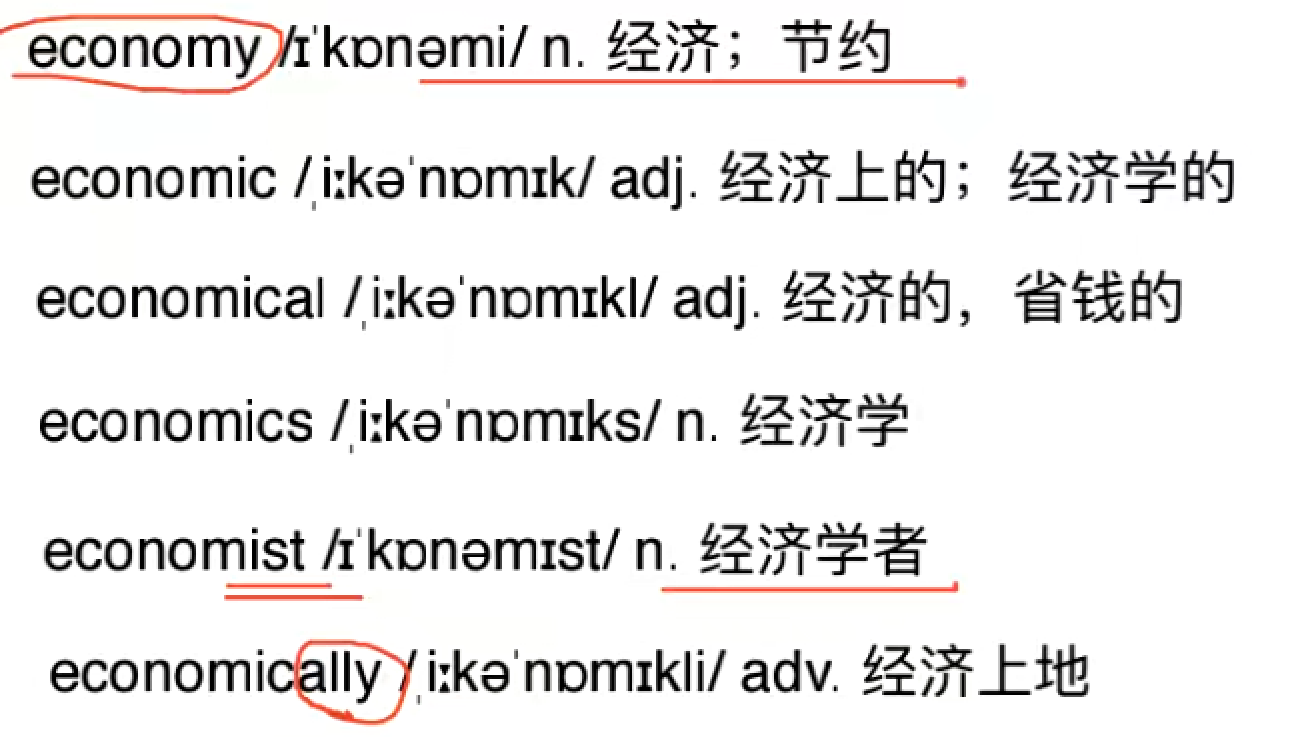 economy /ɪˈkɒnəmi/ n. 经济；节约
economic /ˌiːkəˈnɒmɪk/ adj. 经济上的；经济学的
economical /ˌiːkəˈnɒmɪkl/ adj. 经济的，省钱的
economics /ˌiːkəˈnɒmɪks/ n. 经济学
economist /ɪˈkɒnəmɪst/ n. 经济学者
economically /ˌiːkəˈnɒmɪkli/ adv. 经济上地